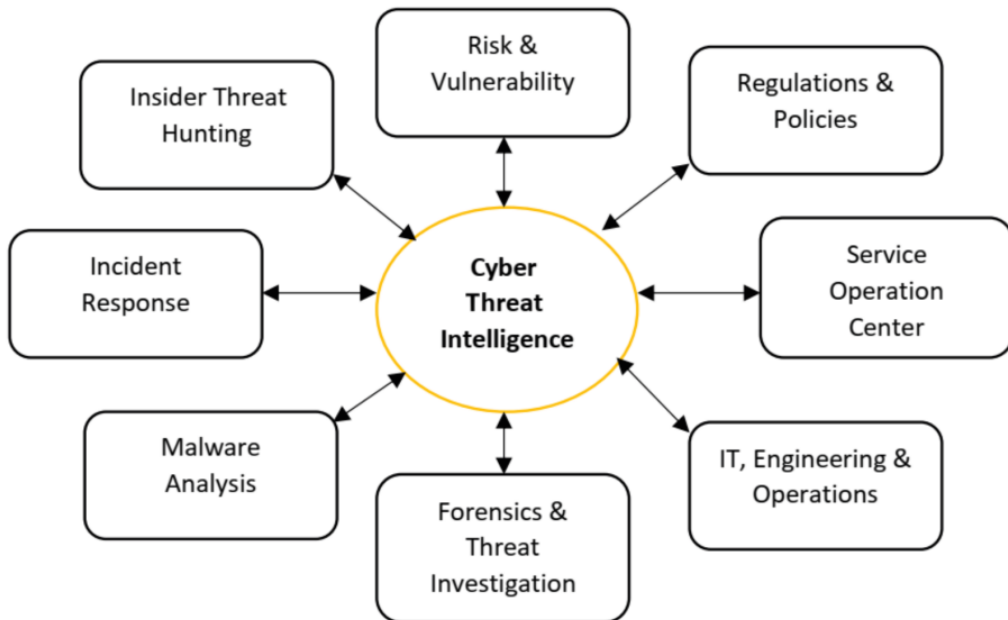 Risk &
Vulnerability
Insider Threat
Hunting
Regulations &
Policies
Incident
Response
Cyber
Threat
Intelligence
Service
Operation
Center
Malware
Analysis
Forensics &
Threat
Investigation
IT, Engineering &
Operations